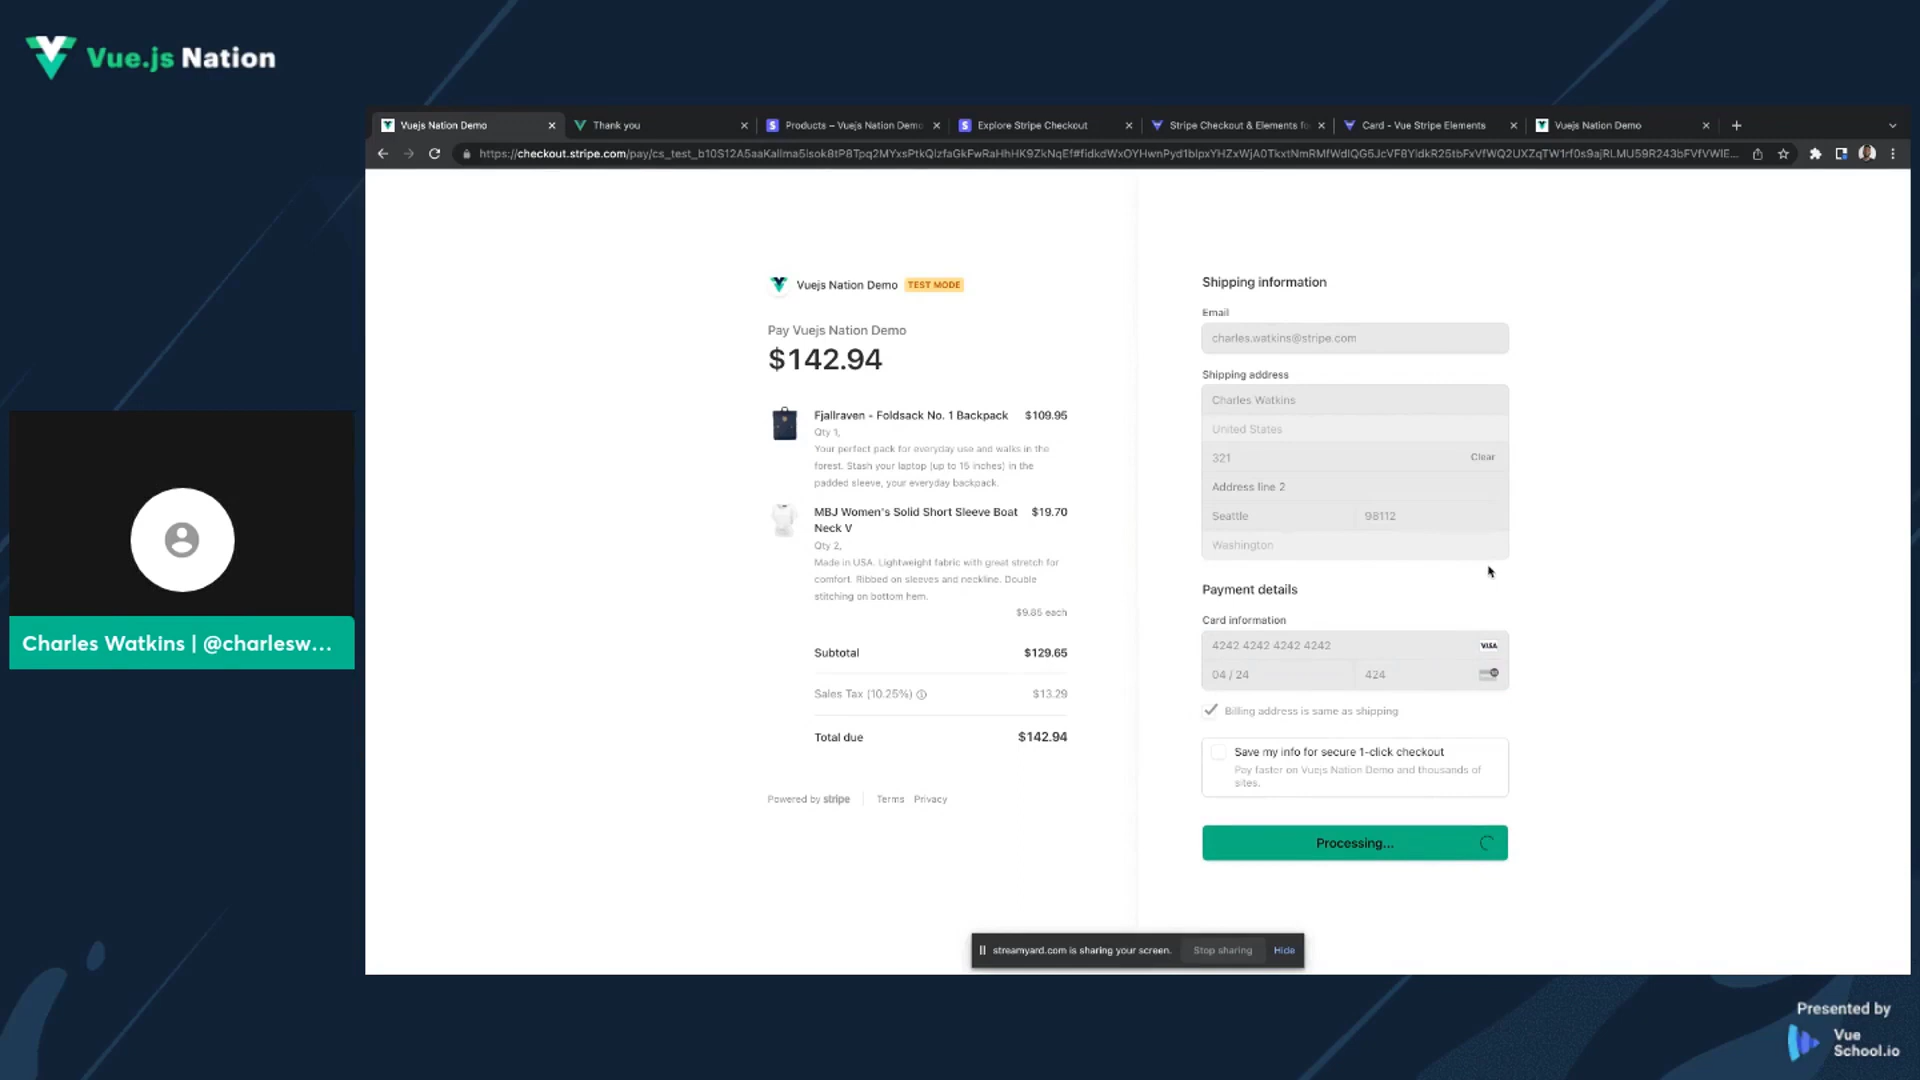 Vue.js Nation
Vuejs Nation Demo
Thank you
Products – Vuejs Nation Demo
Explore Stripe Checkout
Stripe Checkout & Elements fo
Card - Vue Stripe Elements
Vuejs Nation Demo
Vuejs Nation Demo TEST MODE
Pay Vuejs Nation Demo
$142.94
Fjallraven - Foldsack No. 1 Backpack $109.95
Qty 1,
Your perfect pack for everyday use and walks in the
forest. Stash your laptop (up to 15 inches) in the
padded sleeve, your everyday backpack.
MBJ Women's Solid Short Sleeve Boat $19.70
Neck V
Qty 2,
Made in USA. Lightweight fabric with great stretch for
comfort. Ribbed on sleeves and neckline. Double
stitching on bottom hem.
$9.85 each
Subtotal $129.65
Sales Tax (10.25%) $13.29
Total due $142.94
Powered by stripe Terms Privacy
Shipping information
Email
charles.watkins@stripe.com
Shipping address
Charles Watkins
United States
321 Clear
Address line 2
Seattle 98112
Washington
Payment details
Card information
4242 4242 4242 4242 VISA
04 / 24 424
Billing address is same as shipping
Save my info for secure 1-click checkout
Pay faster on Vuejs Nation Demo and thousands of
sites.
Processing...
streamyard.com is sharing your screen. Stop sharing Hide
Charles Watkins | @charlesw...
Presented by
Vue
School.io